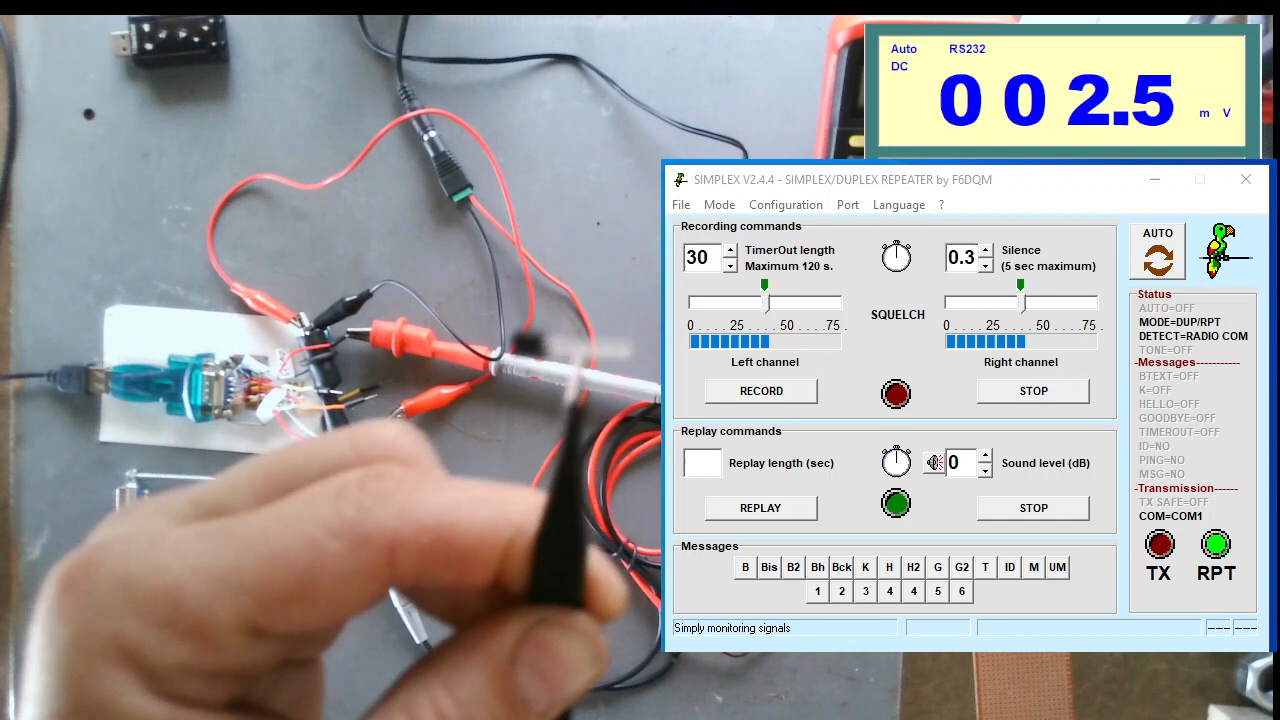 Auto RS232
DC
0 0 2.5 m V
SIMPLEX V2.4.4 - SIMPLEX/DUPLEX REPEATER by F6DQM
File Mode Configuration Port Language ?
Recording commands
30 TimerOut length
Maximum 120 s.
0.3 Silence
(5 sec maximum)
SQUELCH
0 . . . . 25 . . . 50 . . . 75 .
0 . . . . 25 . . . 50 . . . 75 .
Left channel
Right channel
RECORD
STOP
Replay commands
Replay length (sec)
0 Sound level (dB)
REPLAY
STOP
Messages
B Bis B2 Bh Bck K H H2 G G2 T ID M UM
1 2 3 4 4 5 6
Simply monitoring signals
--- ---
AUTO
Status
AUTO=OFF
MODE=DUP/RPT
DETECT=RADIO COM
TONE=OFF
-Messages------------
BTEXT=OFF
K=OFF
HELLO=OFF
GOODBYE=OFF
TIMEROUT=OFF
ID=NO
PING=NO
MSG=NO
-Transmission------
TX SAFE=OFF
COM=COM1
TX RPT